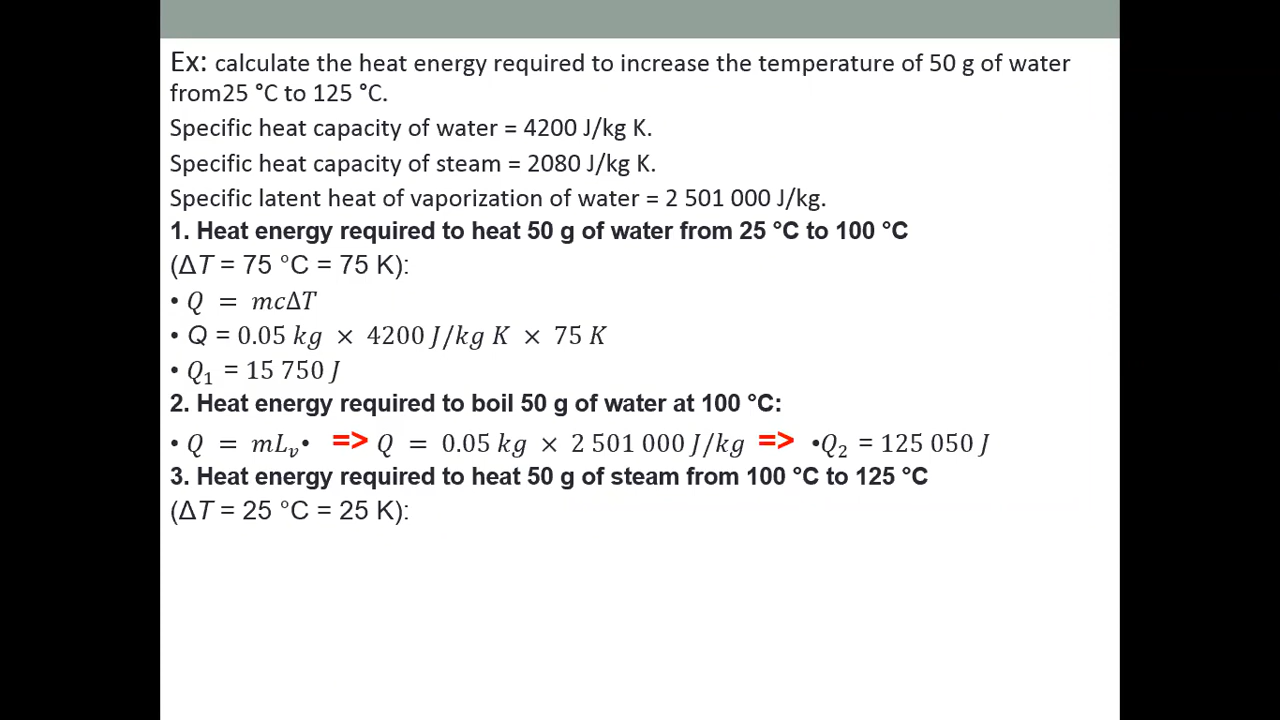 Ex: calculate the heat energy required to increase the temperature of 50 g of water
from25 °C to 125 °C.
Specific heat capacity of water = 4200 J/kg K.
Specific heat capacity of steam = 2080 J/kg K.
Specific latent heat of vaporization of water = 2 501 000 J/kg.
1. Heat energy required to heat 50 g of water from 25 °C to 100 °C
(ΔT = 75 °C = 75 K):
• Q = mcΔT
• Q = 0.05 kg × 4200 J/kg K × 75 K
• Q₁ = 15 750 J
2. Heat energy required to boil 50 g of water at 100 °C:
• Q = mLᵥ• => Q = 0.05 kg × 2 501 000 J/kg => •Q₂ = 125 050 J
3. Heat energy required to heat 50 g of steam from 100 °C to 125 °C
(ΔT = 25 °C = 25 K):